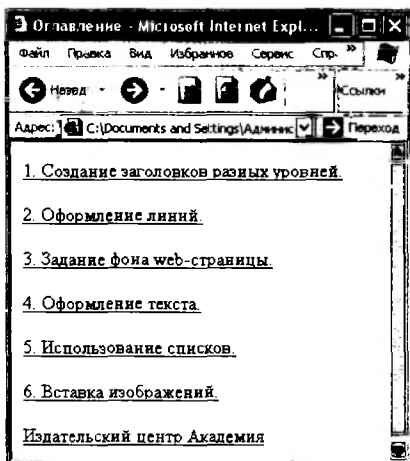 Оглавление - Microsoft Internet Expl...
Файл Правка Вид Избранное Сервис Спр. »
Назад » Ссылки »
Адрес: C:\Documents and Settings\Админис Переход
1. Создание заголовков разных уровней.
2. Оформление линий.
3. Задание фона web-страницы.
4. Оформление текста.
5. Использование списков.
6. Вставка изображений.
Издательский центр Академия